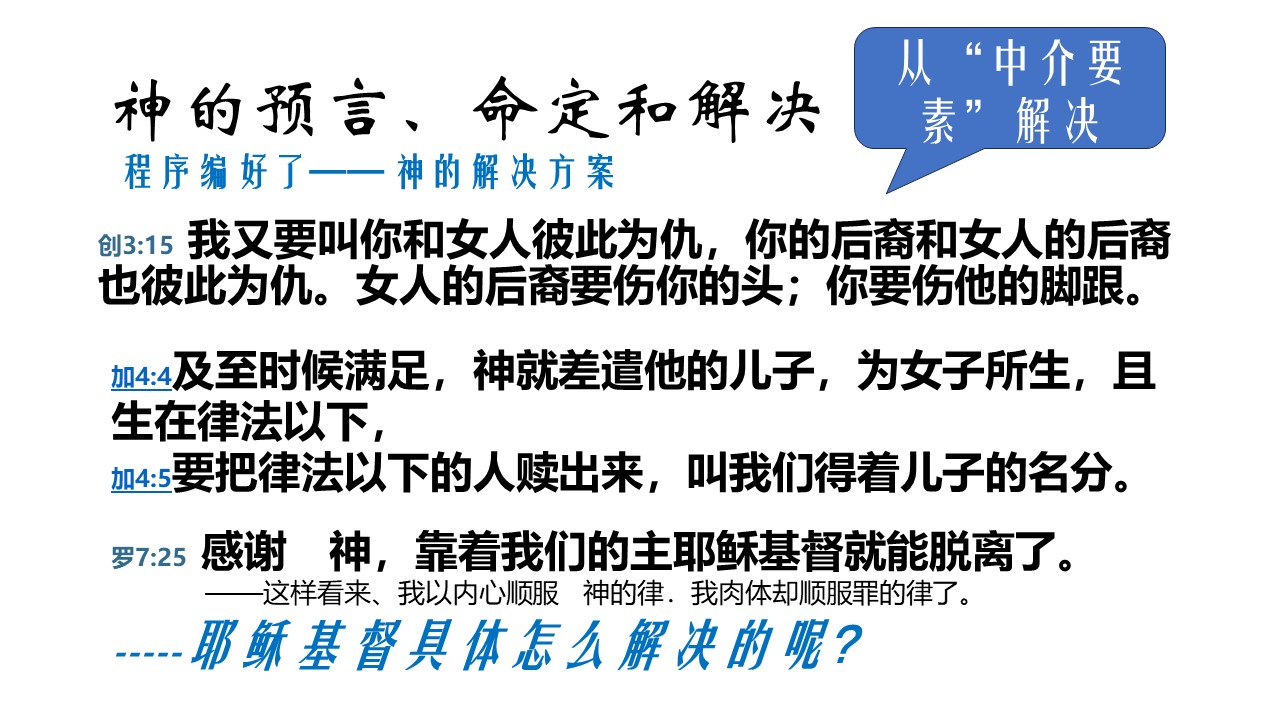 神的预言、命定和解决
从“中介要
素”解决
程序编好了——神的解决方案
创3:15 我又要叫你和女人彼此为仇，你的后裔和女人的后裔
也彼此为仇。女人的后裔要伤你的头；你要伤他的脚跟。
加4:4及至时候满足，神就差遣他的儿子，为女子所生，且
生在律法以下，
加4:5要把律法以下的人赎出来，叫我们得着儿子的名分。
罗7:25 感谢　神，靠着我们的主耶稣基督就能脱离了。
——这样看来、我以内心顺服　神的律．我肉体却顺服罪的律了。
-----耶稣基督具体怎么解决的呢？